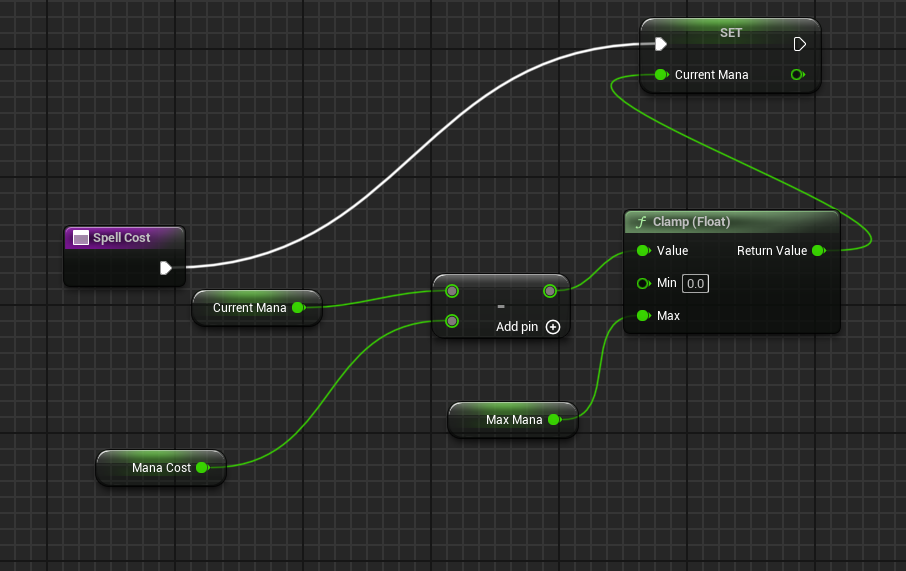 SET
Current Mana
Spell Cost
Clamp (Float)
Value
Return Value
Min 0.0
Max
Current Mana
-
Add pin
Max Mana
Mana Cost